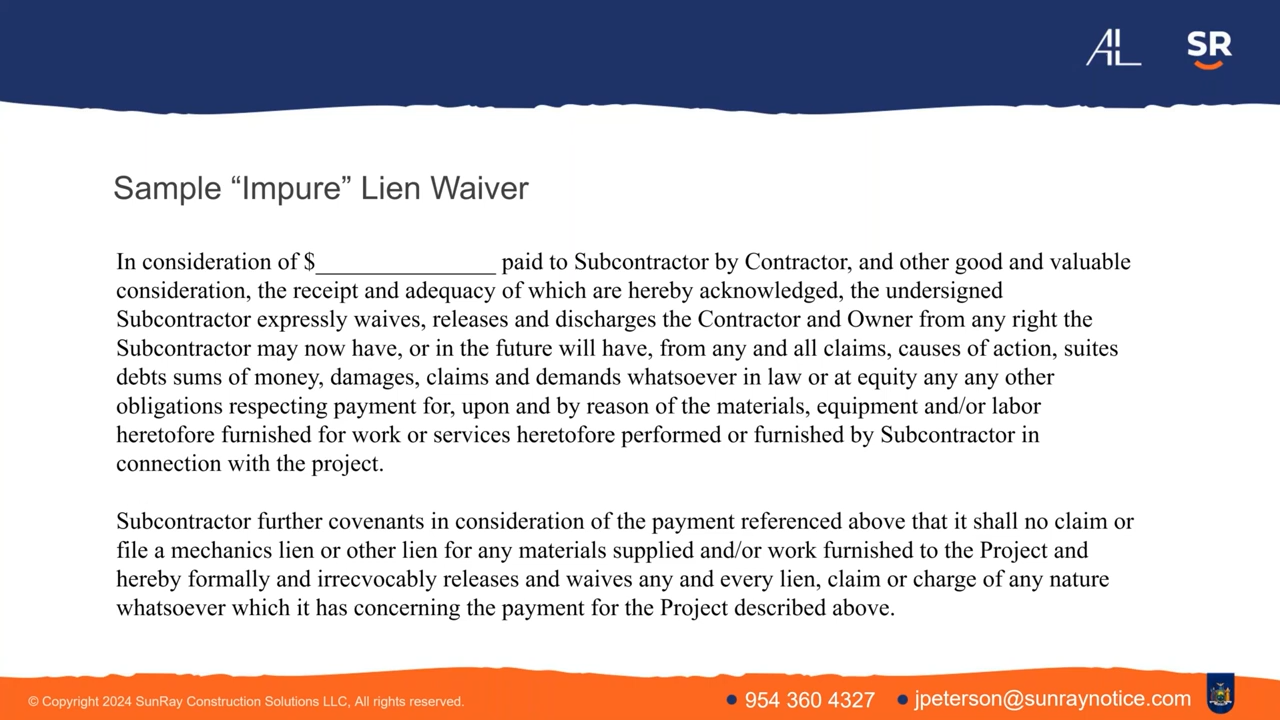 AL
SR
Sample “Impure” Lien Waiver
In consideration of $_______________ paid to Subcontractor by Contractor, and other good and valuable
consideration, the receipt and adequacy of which are hereby acknowledged, the undersigned
Subcontractor expressly waives, releases and discharges the Contractor and Owner from any right the
Subcontractor may now have, or in the future will have, from any and all claims, causes of action, suites
debts sums of money, damages, claims and demands whatsoever in law or at equity any any other
obligations respecting payment for, upon and by reason of the materials, equipment and/or labor
heretofore furnished for work or services heretofore performed or furnished by Subcontractor in
connection with the project.
Subcontractor further covenants in consideration of the payment referenced above that it shall no claim or
file a mechanics lien or other lien for any materials supplied and/or work furnished to the Project and
hereby formally and irrecvocably releases and waives any and every lien, claim or charge of any nature
whatsoever which it has concerning the payment for the Project described above.
© Copyright 2024 SunRay Construction Solutions LLC, All rights reserved.
• 954 360 4327 • jpeterson@sunraynotice.com